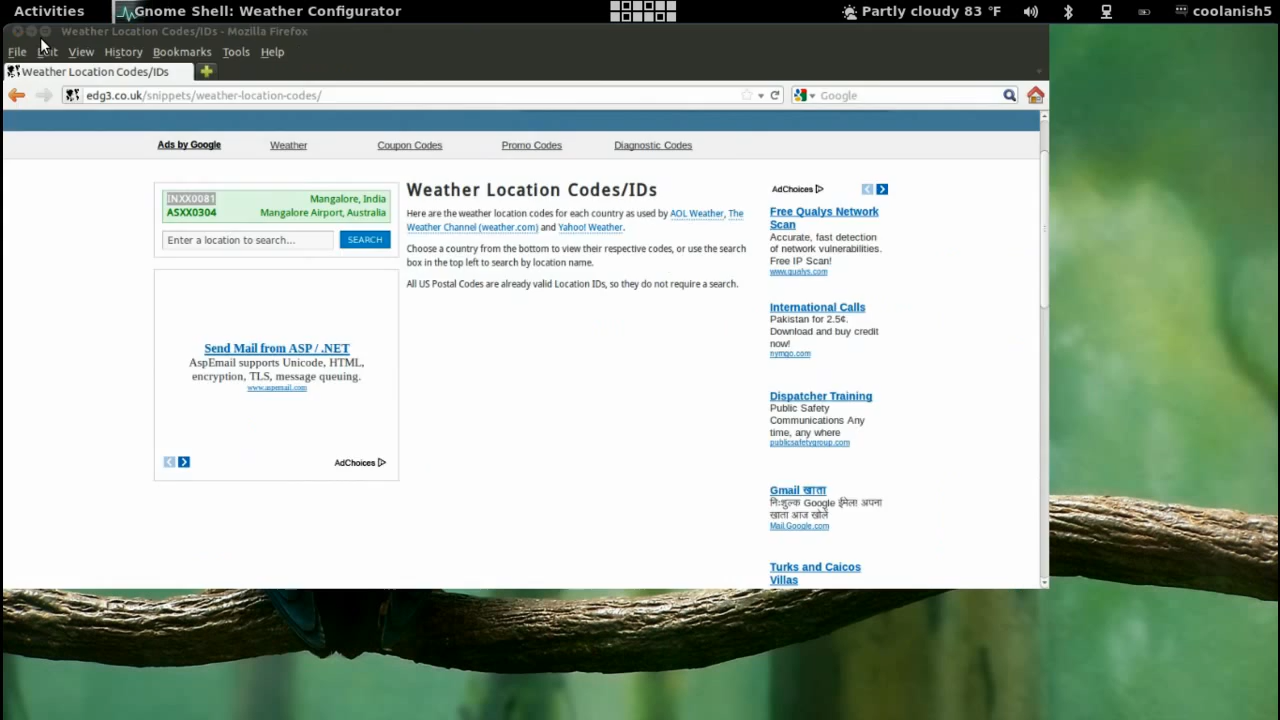 Activities
Gnome Shell: Weather Configurator
Partly cloudy 83 °F
coolanish5
Weather Location Codes/IDs - Mozilla Firefox
File Edit View History Bookmarks Tools Help
Weather Location Codes/IDs
edg3.co.uk/snippets/weather-location-codes/
Google
Ads by Google
Weather
Coupon Codes
Promo Codes
Diagnostic Codes
INXX0081 Mangalore, India
ASXX0304 Mangalore Airport, Australia
Enter a location to search...
SEARCH
Send Mail from ASP / .NET
AspEmail supports Unicode, HTML,
encryption, TLS, message queuing.
www.aspemail.com
AdChoices
Weather Location Codes/IDs
Here are the weather location codes for each country as used by AOL Weather, The
Weather Channel (weather.com) and Yahoo! Weather.
Choose a country from the bottom to view their respective codes, or use the search
box in the top left to search by location name.
All US Postal Codes are already valid Location IDs, so they do not require a search.
AdChoices
Free Qualys Network
Scan
Accurate, fast detection
of network vulnerabilities.
Free IP Scan!
www.qualys.com
International Calls
Pakistan for 2.5¢.
Download and buy credit
now!
nymgo.com
Dispatcher Training
Public Safety
Communications Any
time, any where
publicsafetygroup.com
Gmail खाता
निःशुल्क Google ईमेल! अपना
खाता आज खोलें
Mail.Google.com
Turks and Caicos
Villas